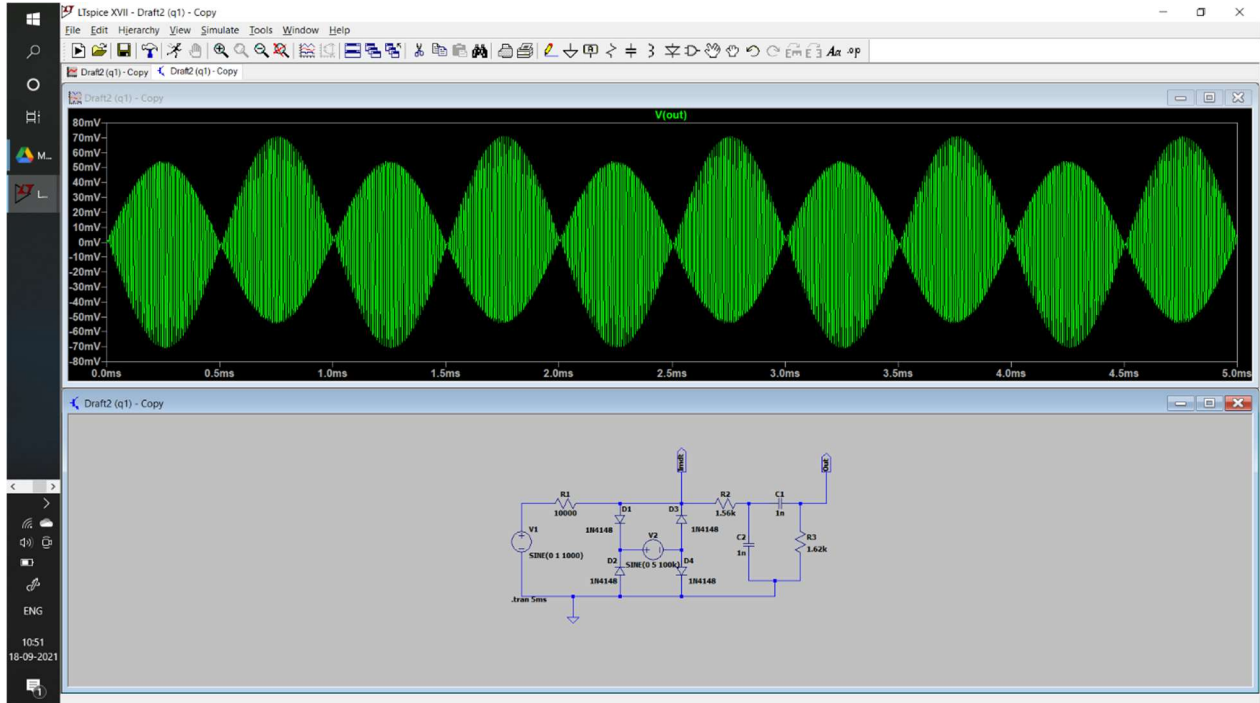 LTspice XVII - Draft2 (q1) - Copy
File Edit Hierarchy View Simulate Tools Window Help
Draft2 (q1) - Copy Draft2 (q1) - Copy
Draft2 (q1) - Copy
V(out)
80mV
70mV
60mV
50mV
40mV
30mV
20mV
10mV
0mV
-10mV
-20mV
-30mV
-40mV
-50mV
-60mV
-70mV
-80mV
0.0ms 0.5ms 1.0ms 1.5ms 2.0ms 2.5ms 3.0ms 3.5ms 4.0ms 4.5ms 5.0ms
Draft2 (q1) - Copy
Out
R1
10000
R2
1.56k
C1
1n
D1
1N4148
D3
1N4148
V1
SINE(0 1 1000)
V2
SINE(0 5 100k)
C2
1n
R3
1.62k
D2
1N4148
D4
1N4148
.tran 5ms
M...
L...
ENG
10:51
18-09-2021
1